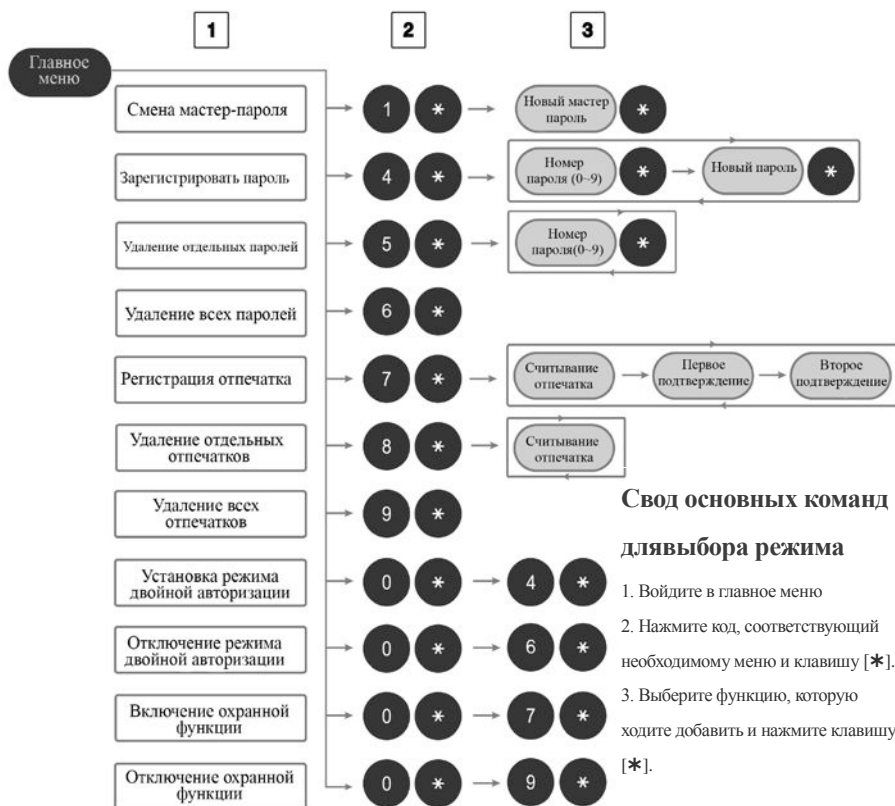 1 2 3
Главное
меню
Смена мастер-пароля 1 * Новый мастер
пароль *
Зарегистрировать пароль 4 * Номер
пароля (0~9) * Новый пароль *
Удаление отдельных паролей 5 * Номер
пароля(0~9) *
Удаление всех паролей 6 *
Регистрация отпечатка 7 * Считывание
отпечатка Первое
подтверждение Второе
подтверждение
Удаление отдельных
отпечатков 8 * Считывание
отпечатка
Удаление всех
отпечатков 9 *
Установка режима
двойной авторизации 0 * 4 *
Отключение режима
двойной авторизации 0 * 6 *
Включение охранной
функции 0 * 7 *
Отключение охранной
функции 0 * 9 *
Свод основных команд
длявыбора режима
1. Войдите в главное меню
2. Нажмите код, соответствующий
необходимому меню и клавишу [*].
3. Выберите функцию, которую
ходите добавить и нажмите клавишу
[*].